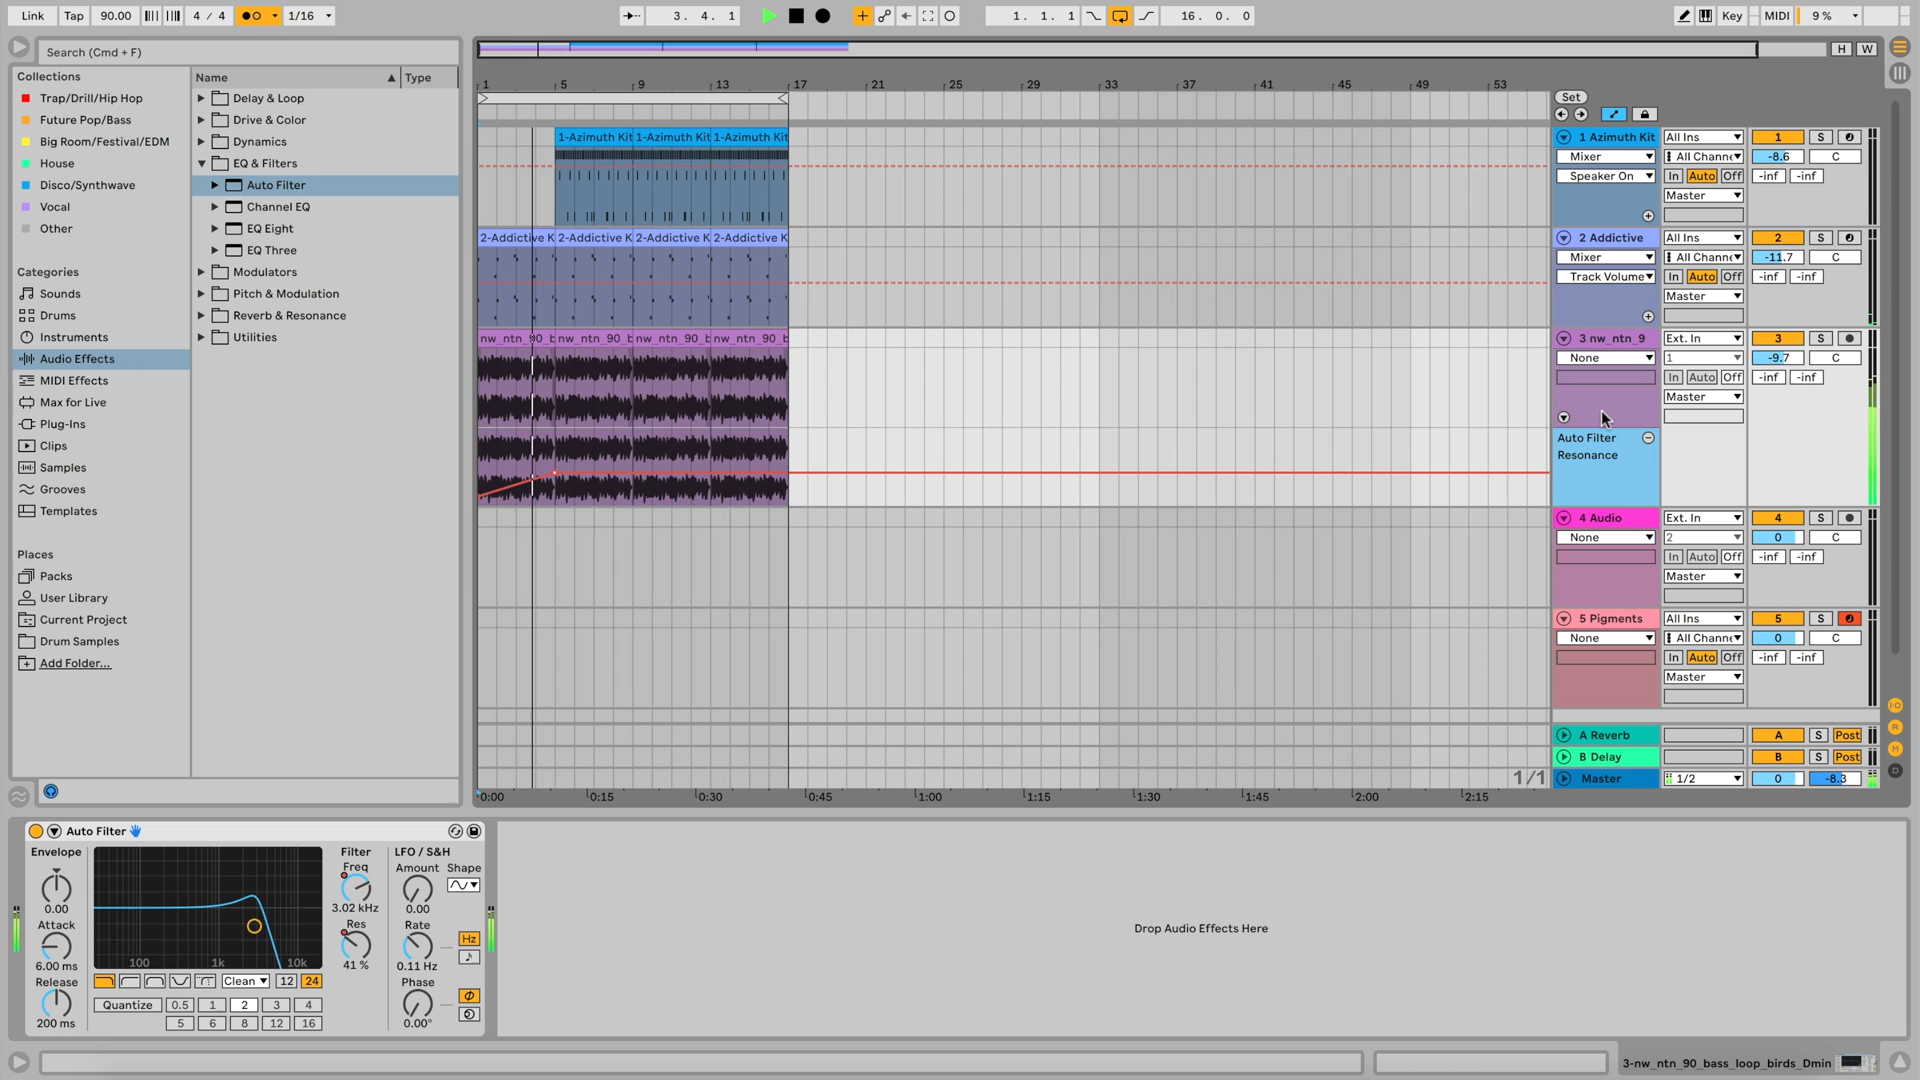 Link Tap 90.00 4 / 4 1/16 3. 4. 1 1. 1. 1 16. 0. 0 Key MIDI 9 %
Search (Cmd + F)
H W
Collections
Trap/Drill/Hip Hop
Future Pop/Bass
Big Room/Festival/EDM
House
Disco/Synthwave
Vocal
Other
Categories
Sounds
Drums
Instruments
Audio Effects
MIDI Effects
Max for Live
Plug-Ins
Clips
Samples
Grooves
Templates
Places
Packs
User Library
Current Project
Drum Samples
Add Folder...
Name Type
Delay & Loop
Drive & Color
Dynamics
EQ & Filters
Auto Filter
Channel EQ
EQ Eight
EQ Three
Modulators
Pitch & Modulation
Reverb & Resonance
Utilities
1 5 9 13 17 21 25 29 33 37 41 45 49 53
Set
1-Azimuth Kit 1-Azimuth Kit 1-Azimuth Kit
2-Addictive K 2-Addictive K 2-Addictive K 2-Addictive K
nw_ntn_90_b nw_ntn_90_b nw_ntn_90_b nw_ntn_90_b
1/1
0:00 0:15 0:30 0:45 1:00 1:15 1:30 1:45 2:00 2:15
1 Azimuth Kit All Ins 1 S
Mixer All Channe -8.6 C
Speaker On In Auto Off -inf -inf
Master
2 Addictive All Ins 2 S
Mixer All Channe -11.7 C
Track Volume In Auto Off -inf -inf
Master
3 nw_ntn_9 Ext. In 3 S
None 1 -9.7 C
In Auto Off -inf -inf
Master
Auto Filter
Resonance
4 Audio Ext. In 4 S
None 2 0 C
In Auto Off -inf -inf
Master
5 Pigments All Ins 5 S
None All Channe 0 C
In Auto Off -inf -inf
Master
A Reverb A S Post
B Delay B S Post
Master 1/2 0 -8.3
Auto Filter
Envelope
0.00
Attack
6.00 ms
Release
200 ms
100 1k 10k
Clean 12 24
Quantize 0.5 1 2 3 4
5 6 8 12 16
Filter
Freq
3.02 kHz
Res
41 %
LFO / S&H
Amount Shape
0.00
Rate
Hz
0.11 Hz
Phase
0.00°
Drop Audio Effects Here
3-nw_ntn_90_bass_loop_birds_Dmin